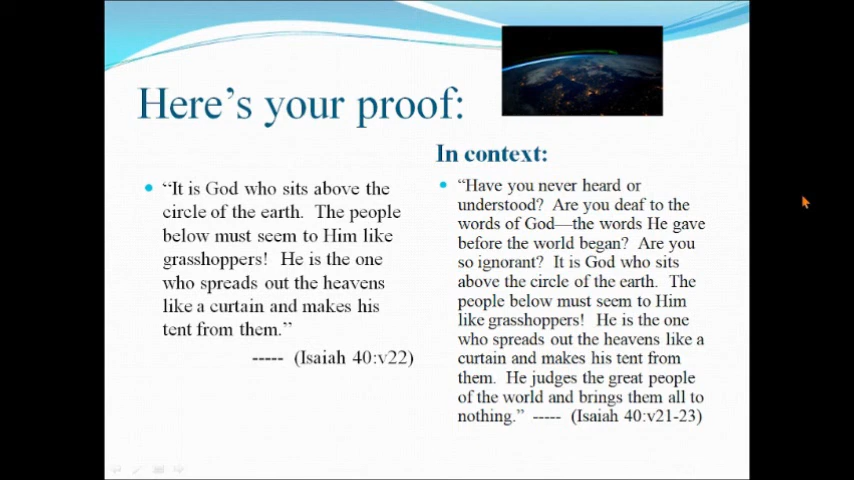 Here's your proof:
“It is God who sits above the
circle of the earth. The people
below must seem to Him like
grasshoppers! He is the one
who spreads out the heavens
like a curtain and makes his
tent from them.”
----- (Isaiah 40:v22)
In context:
“Have you never heard or
understood? Are you deaf to the
words of God—the words He gave
before the world began? Are you
so ignorant? It is God who sits
above the circle of the earth. The
people below must seem to Him
like grasshoppers! He is the one
who spreads out the heavens like a
curtain and makes his tent from
them. He judges the great people
of the world and brings them all to
nothing.” ----- (Isaiah 40:v21-23)